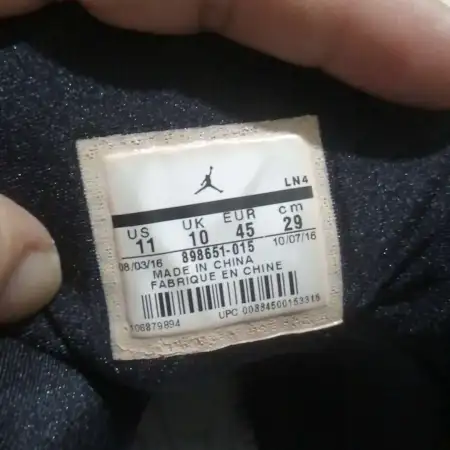 LN4
US UK EUR cm
11 10 45 29
08/03/16 898651-015 10/07/16
MADE IN CHINA
FABRIQUE EN CHINE
106879894 UPC 00884500153316